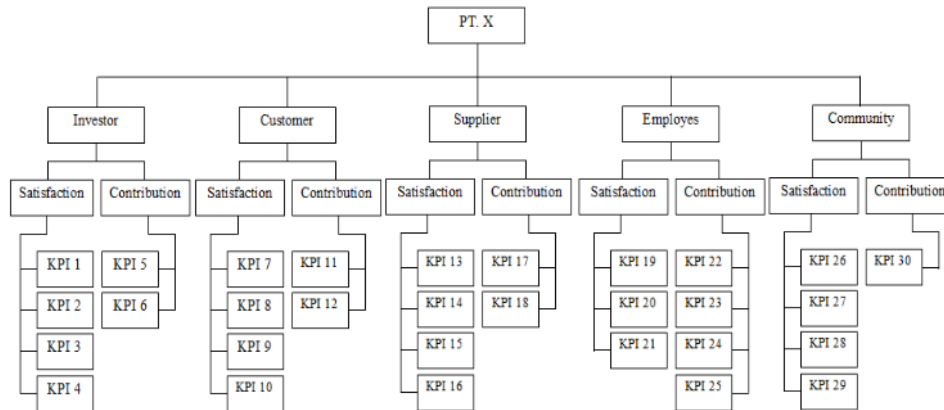 PT. X
Investor
Customer
Supplier
Employes
Community
Satisfaction
Contribution
Satisfaction
Contribution
Satisfaction
Contribution
Satisfaction
Contribution
Satisfaction
Contribution
KPI 1
KPI 2
KPI 3
KPI 4
KPI 5
KPI 6
KPI 7
KPI 8
KPI 9
KPI 10
KPI 11
KPI 12
KPI 13
KPI 14
KPI 15
KPI 16
KPI 17
KPI 18
KPI 19
KPI 20
KPI 21
KPI 22
KPI 23
KPI 24
KPI 25
KPI 26
KPI 27
KPI 28
KPI 29
KPI 30